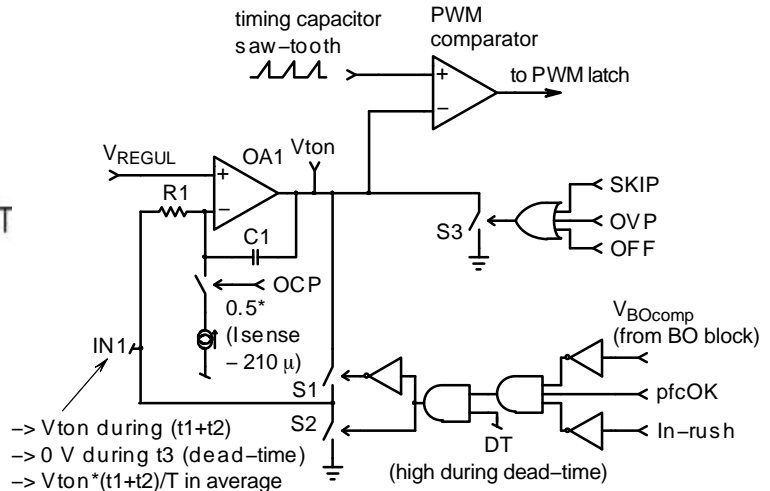 timing capacitor
saw−tooth
PWM
comparator
to PWM latch
+
−
VREGUL
OA1
Vton
+
−
R1
C1
T
S3
SKIP
OVP
OFF
OCP
0.5*
(Isense
− 210 μ)
IN1
S1
S2
VBOcomp
(from BO block)
pfcOK
In−rush
DT
(high during dead−time)
−> Vton during (t1+t2)
−> 0 V during t3 (dead−time)
−> Vton*(t1+t2)/T in average